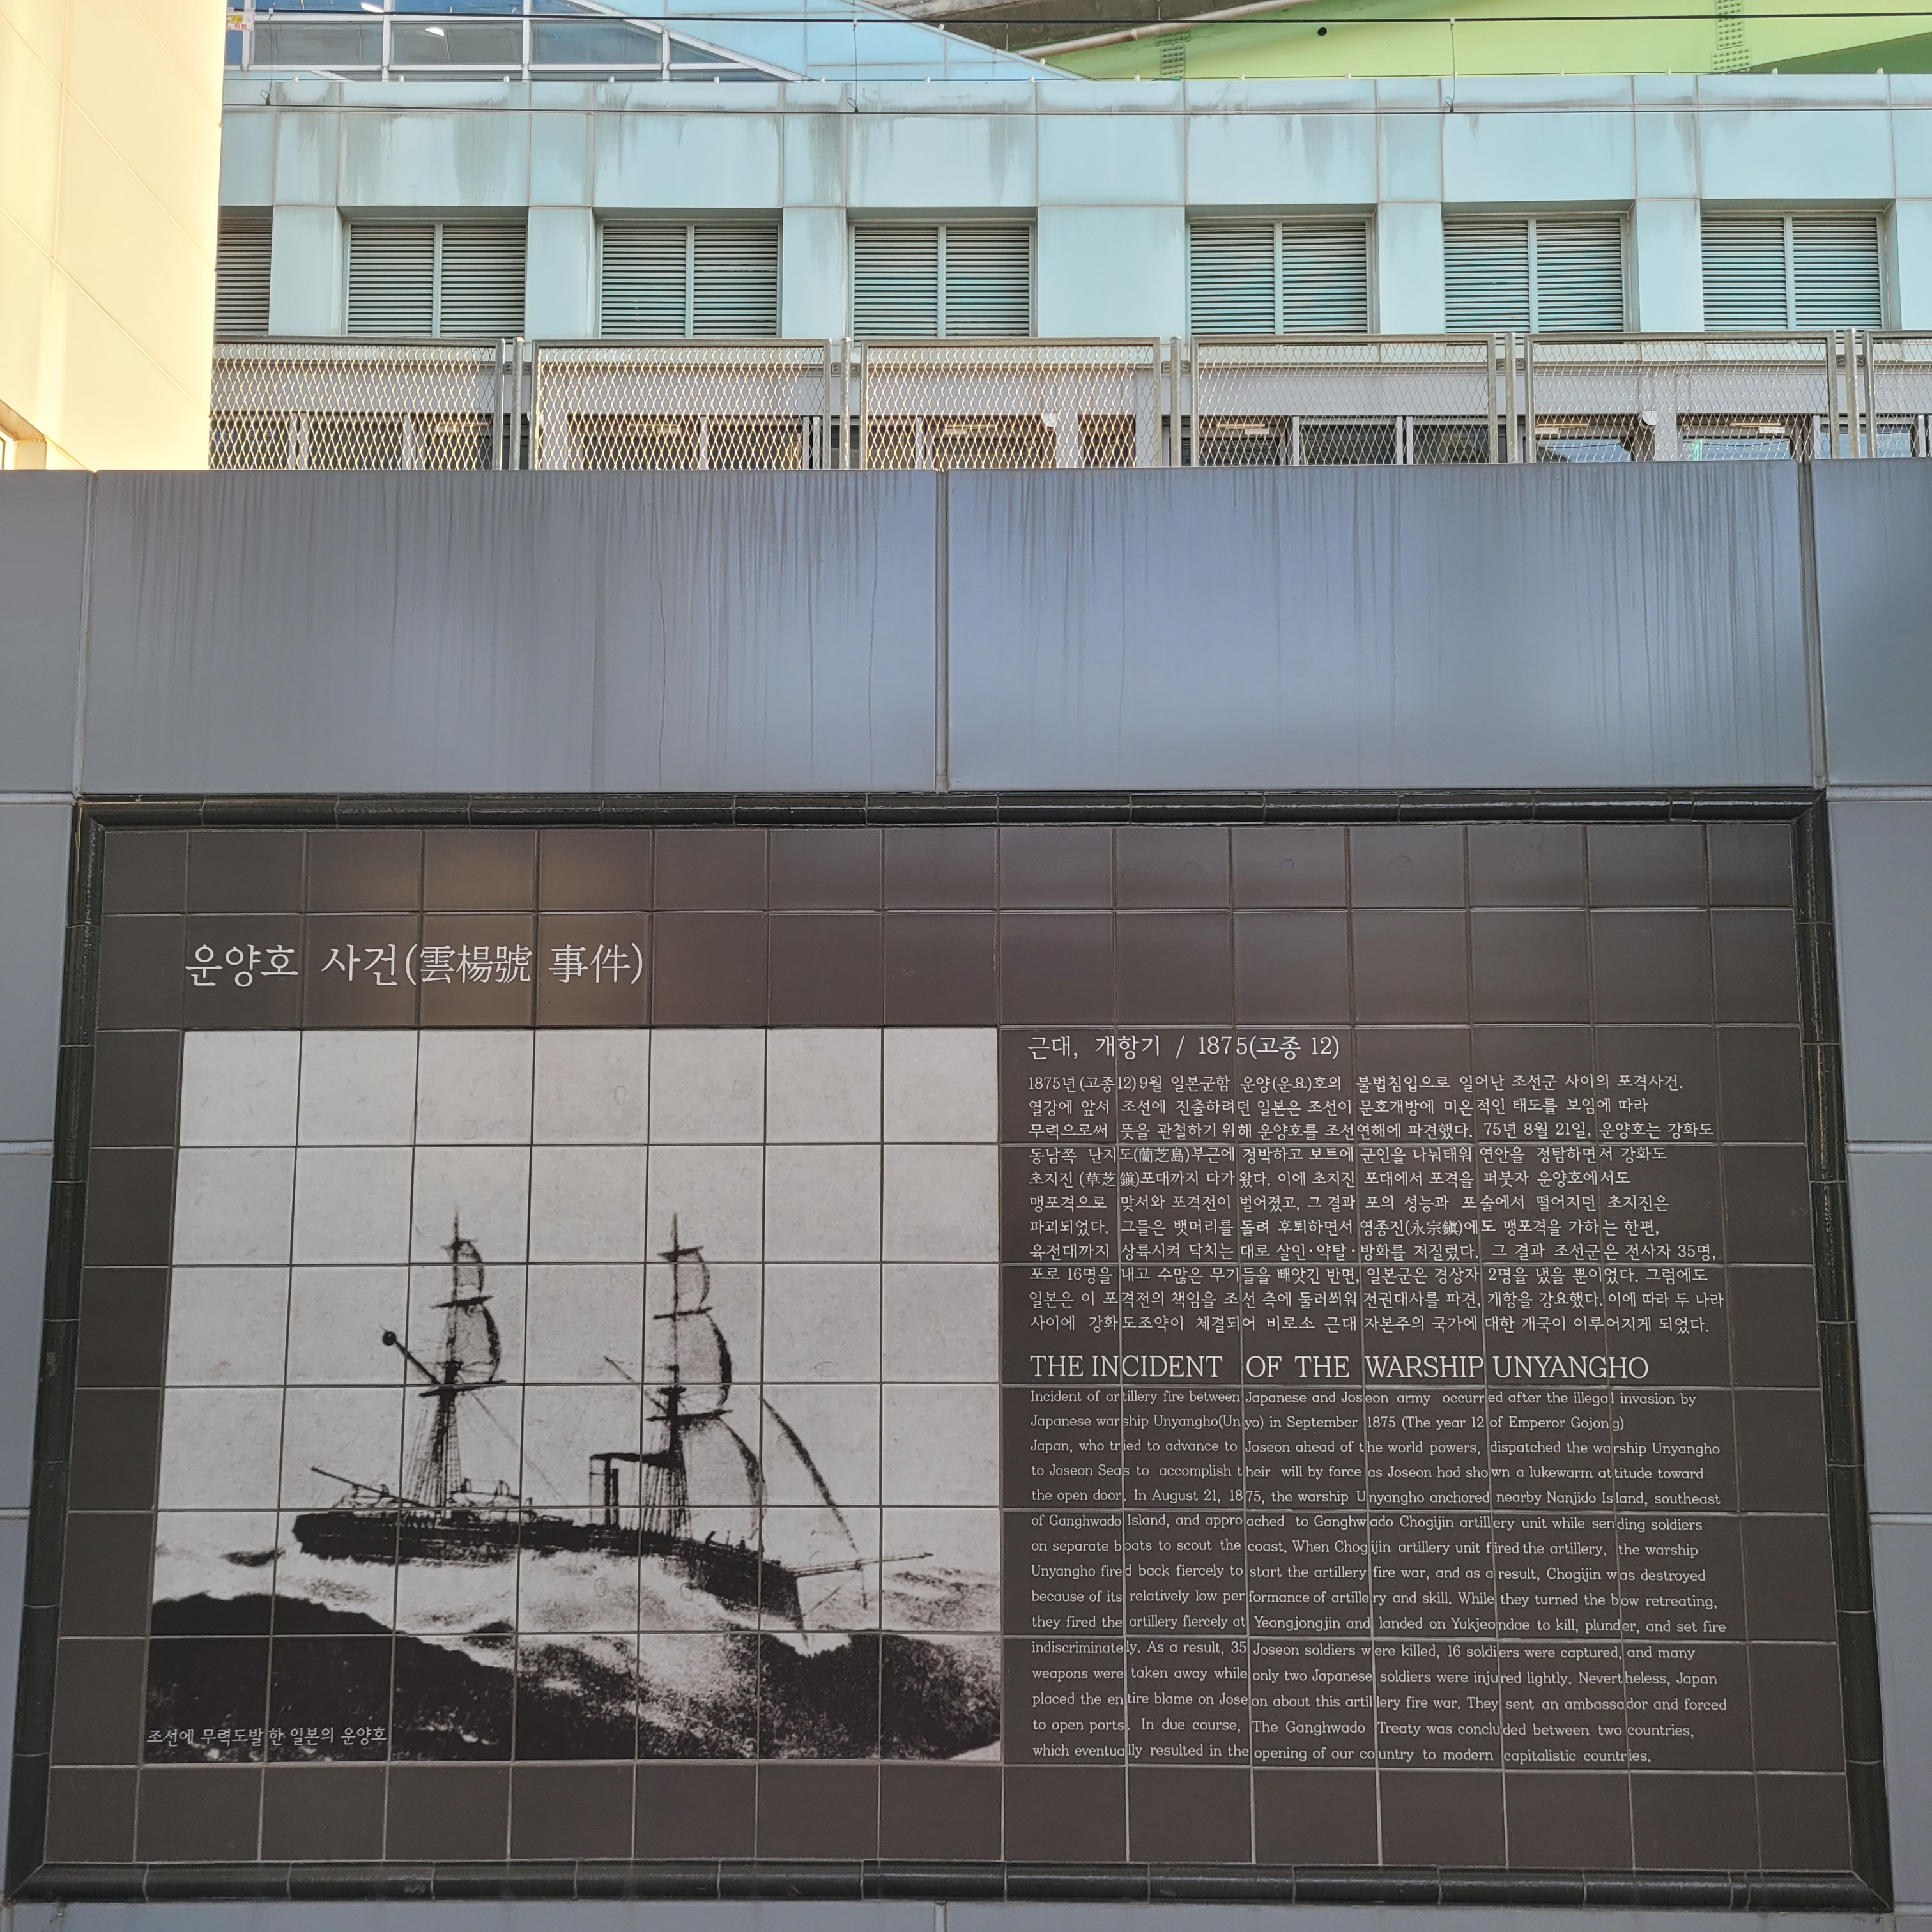 운양호 사건(雲楊號 事件)
근대, 개항기 / 1875(고종 12)
1875년(고종12)9월 일본군함 운양(운요)호의 불법침입으로 일어난 조선군 사이의 포격사건.
열강에 앞서 조선에 진출하려던 일본은 조선이 문호개방에 미온적인 태도를 보임에 따라
무력으로써 뜻을 관철하기 위해 운양호를 조선연해에 파견했다. 75년 8월 21일, 운양호는 강화도
동남쪽 난지도(蘭芝島)부근에 정박하고 보트에 군인을 나눠태워 연안을 정탐하면서 강화도
초지진 (草芝鎭)포대까지 다가왔다. 이에 초지진 포대에서 포격을 퍼붓자 운양호에서도
맹포격으로 맞서와 포격전이 벌어졌고, 그 결과 포의 성능과 포술에서 떨어지던 초지진은
파괴되었다. 그들은 뱃머리를 돌려 후퇴하면서 영종진(永宗鎭)에도 맹포격을 가하는 한편,
육전대까지 상륙시켜 닥치는 대로 살인·약탈·방화를 저질렀다. 그 결과 조선군은 전사자 35명,
포로 16명을 내고 수많은 무기들을 빼앗긴 반면, 일본군은 경상자 2명을 냈을 뿐이었다. 그럼에도
일본은 이 포격전의 책임을 조선 측에 둘러씌워 전권대사를 파견, 개항을 강요했다. 이에 따라 두 나라
사이에 강화도조약이 체결되어 비로소 근대 자본주의 국가에 대한 개국이 이루어지게 되었다.
THE INCIDENT OF THE WARSHIP UNYANGHO
Incident of artillery fire between Japanese and Joseon army occurred after the illegal invasion by
Japanese warship Unyangho(Unyo) in September 1875 (The year 12 of Emperor Gojong)
Japan, who tried to advance to Joseon ahead of the world powers, dispatched the warship Unyangho
to Joseon Seas to accomplish their will by force as Joseon had shown a lukewarm attitude toward
the open door. In August 21, 1875, the warship Unyangho anchored nearby Nanjido Island, southeast
of Ganghwado Island, and approached to Ganghwado Chogijin artillery unit while sending soldiers
on separate boats to scout the coast. When Chogijin artillery unit fired the artillery, the warship
Unyangho fired back fiercely to start the artillery fire war, and as a result, Chogijin was destroyed
because of its relatively low performance of artillery and skill. While they turned the bow retreating,
they fired the artillery fiercely at Yeongjongjin and landed on Yukjeondae to kill, plunder, and set fire
indiscriminately. As a result, 35 Joseon soldiers were killed, 16 soldiers were captured, and many
weapons were taken away while only two Japanese soldiers were injured lightly. Nevertheless, Japan
placed the entire blame on Joseon about this artillery fire war. They sent an ambassador and forced
to open ports. In due course, The Ganghwado Treaty was concluded between two countries,
which eventually resulted in the opening of our country to modern capitalistic countries.
조선에 무력도발한 일본의 운양호